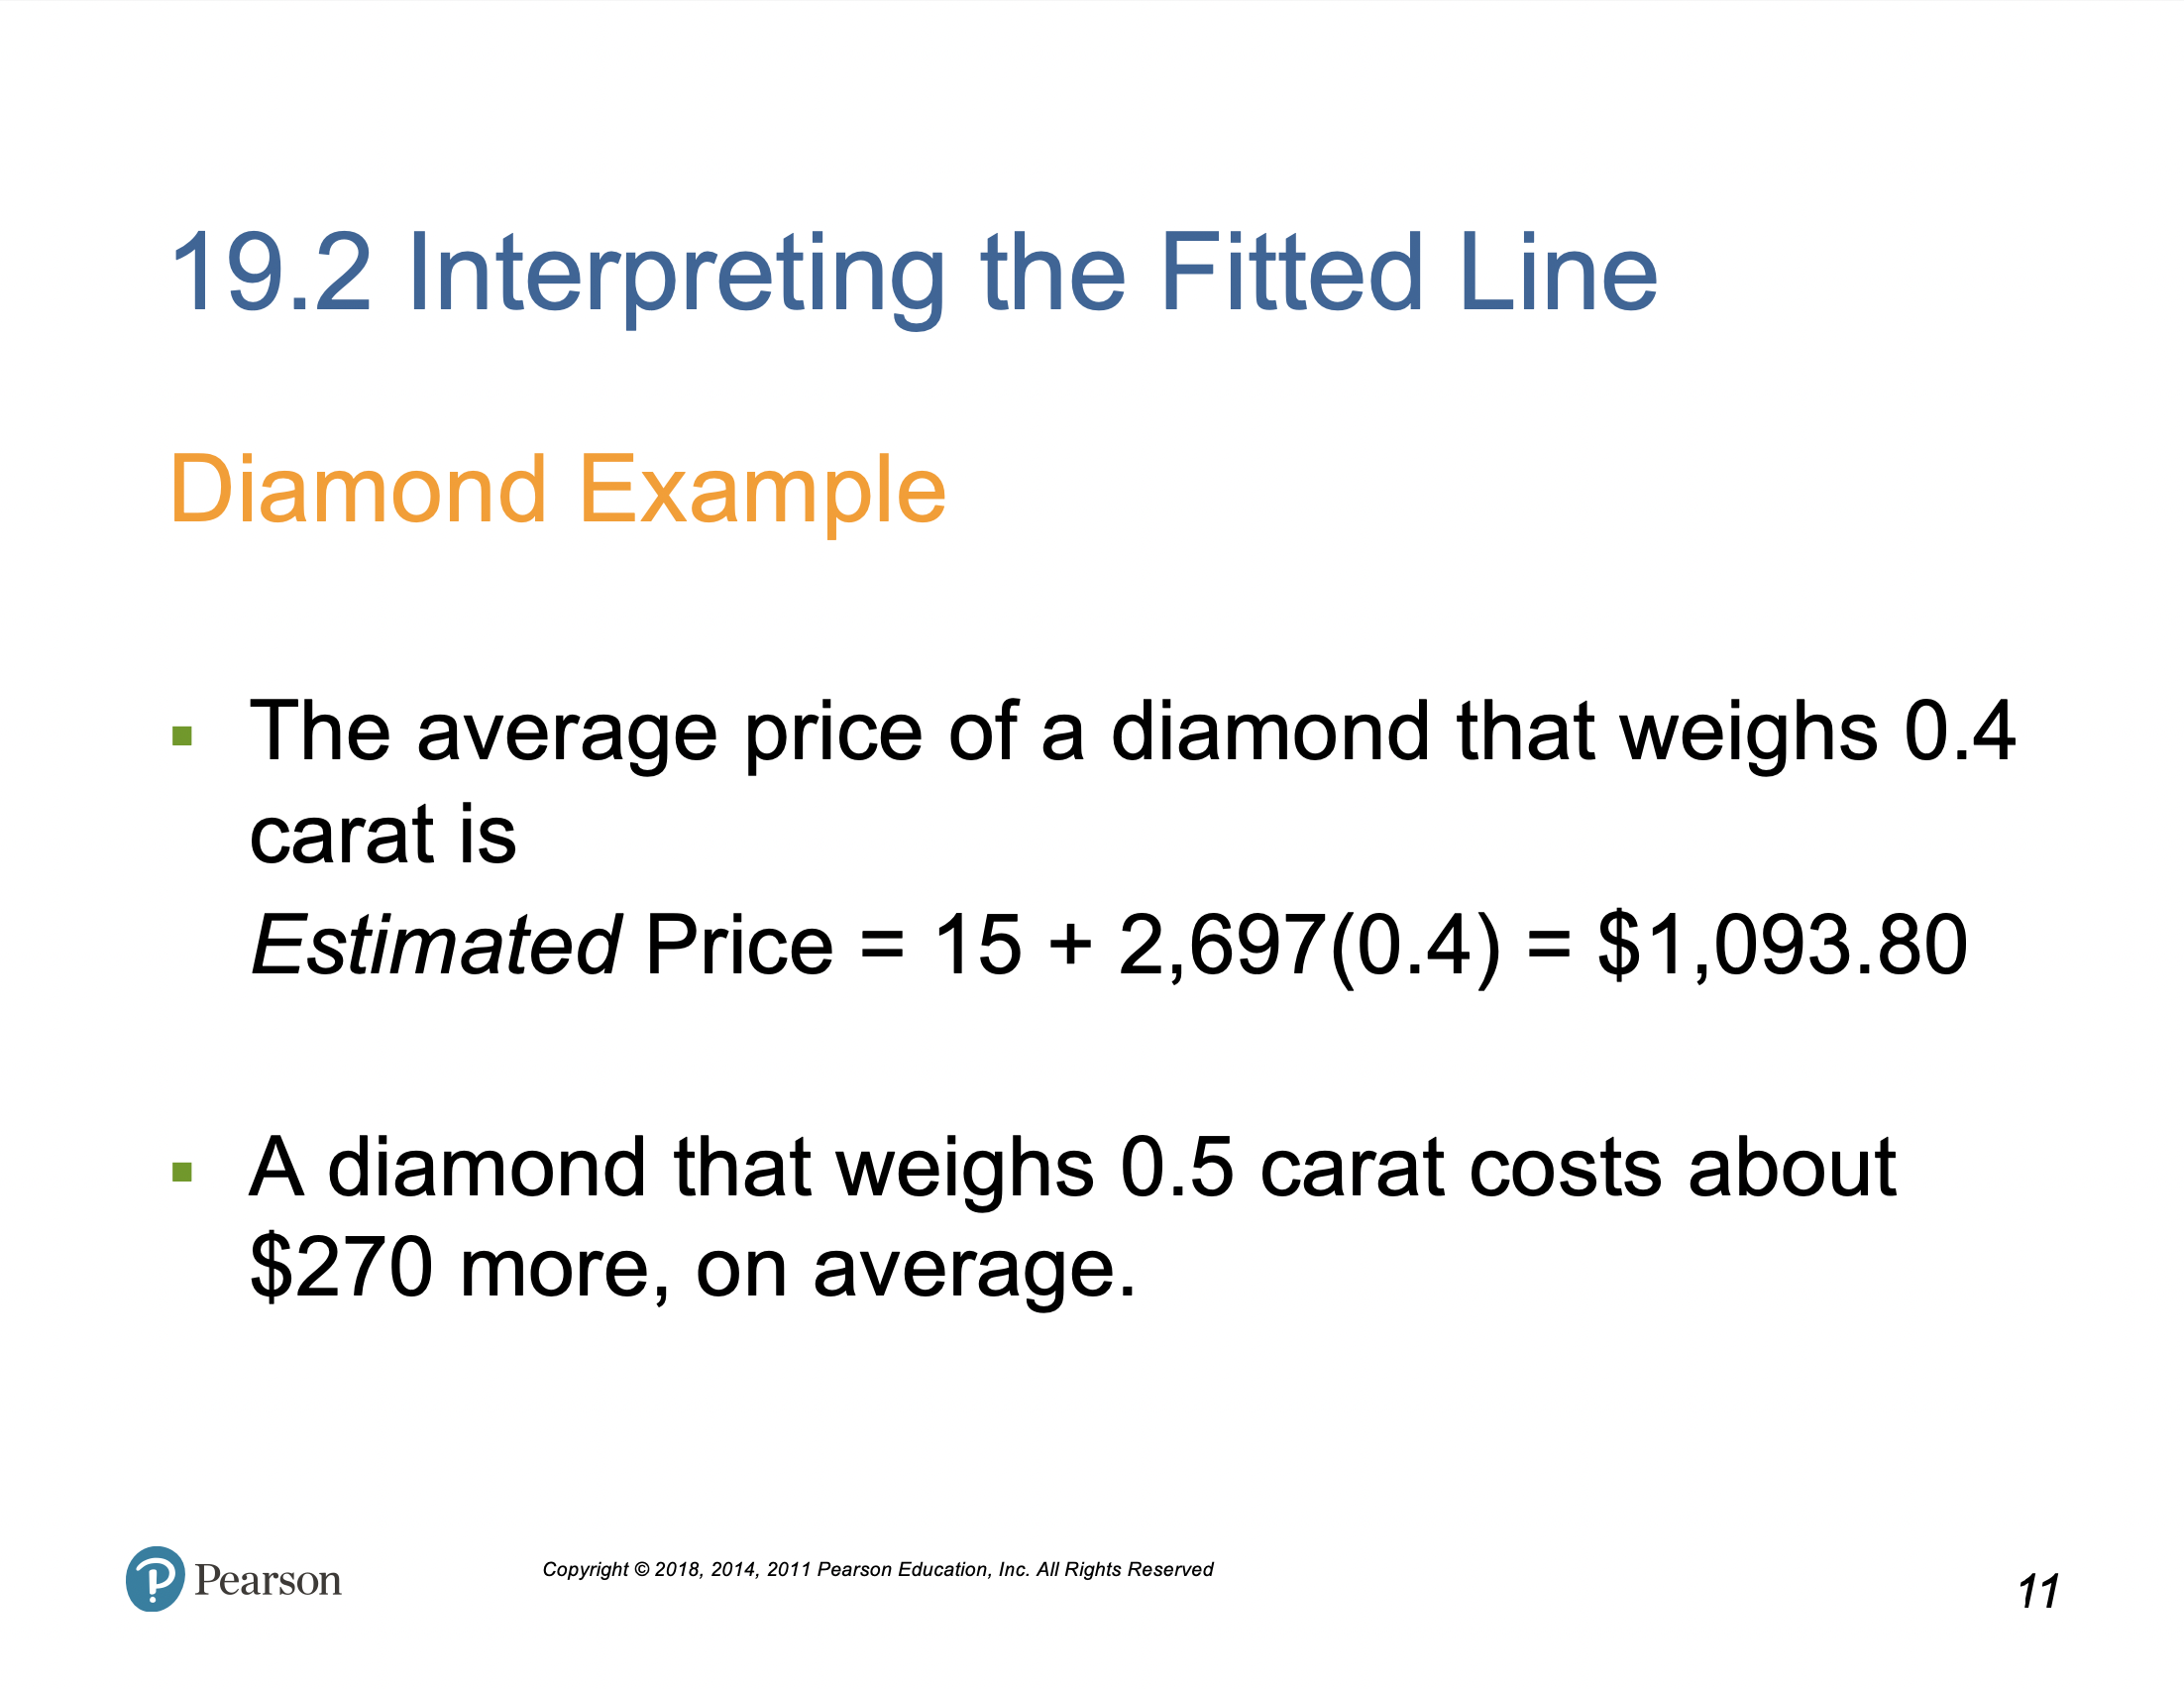 19.2 Interpreting the Fitted Line
Diamond Example
▪ The average price of a diamond that weighs 0.4
carat is
Estimated Price = 15 + 2,697(0.4) = $1,093.80
▪ A diamond that weighs 0.5 carat costs about
$270 more, on average.
Pearson
Copyright © 2018, 2014, 2011 Pearson Education, Inc. All Rights Reserved
11